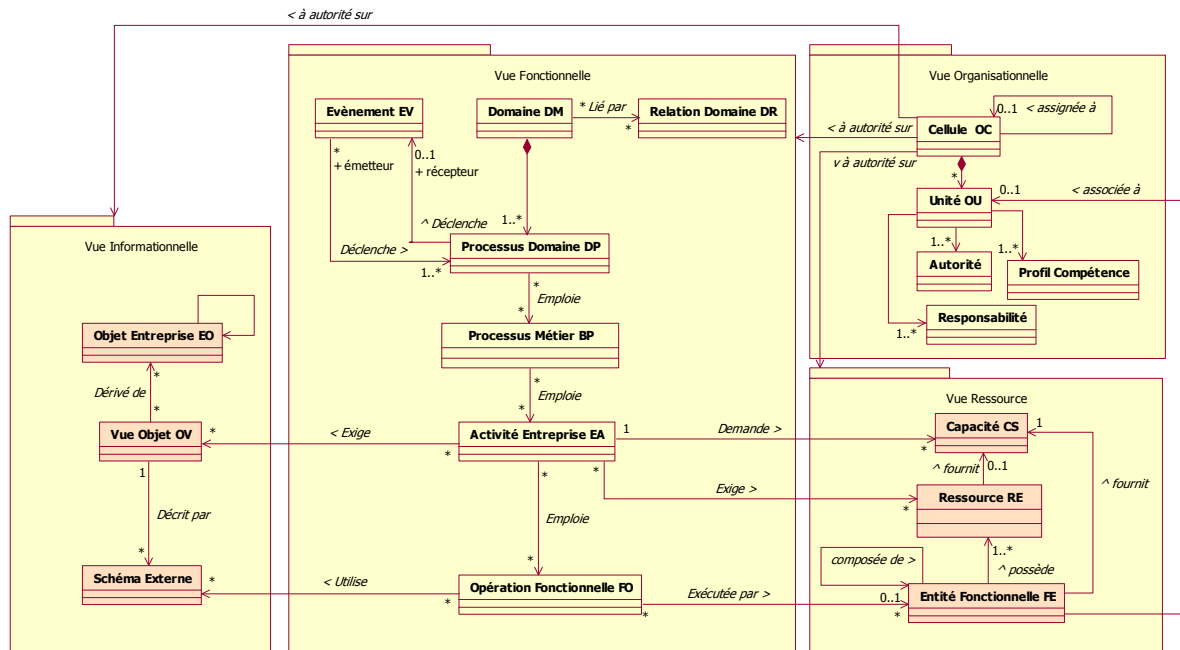 < à autorité sur
Vue Fonctionnelle
Evènement EV
Domaine DM
* Lié par
*
Relation Domaine DR
*
+ émetteur
0..1
+ récepteur
1..*
^ Déclenche
Déclenche >
1..*
Processus Domaine DP
*
Emploie
*
Processus Métier BP
*
Emploie
*
Activité Entreprise EA
*
*
*
1
Emploie
*
Opération Fonctionnelle FO
*
*
Vue Organisationnelle
0..1
< assignée à
Cellule OC
< à autorité sur
v à autorité sur
*
0..1
< associée à
Unité OU
1..*
1..*
Autorité
Profil Compétence
Responsabilité
1..*
Vue Informationnelle
Objet Entreprise EO
*
Dérivé de
*
Vue Objet OV
*
< Exige
1
Décrit par
*
Schéma Externe
*
< Utilise
Vue Ressource
Demande >
*
Capacité CS
1
^ fournit
0..1
^ fournit
Exige >
*
Ressource RE
1..*
composée de >
^ possède
Exécutée par >
0..1
*
Entité Fonctionnelle FE